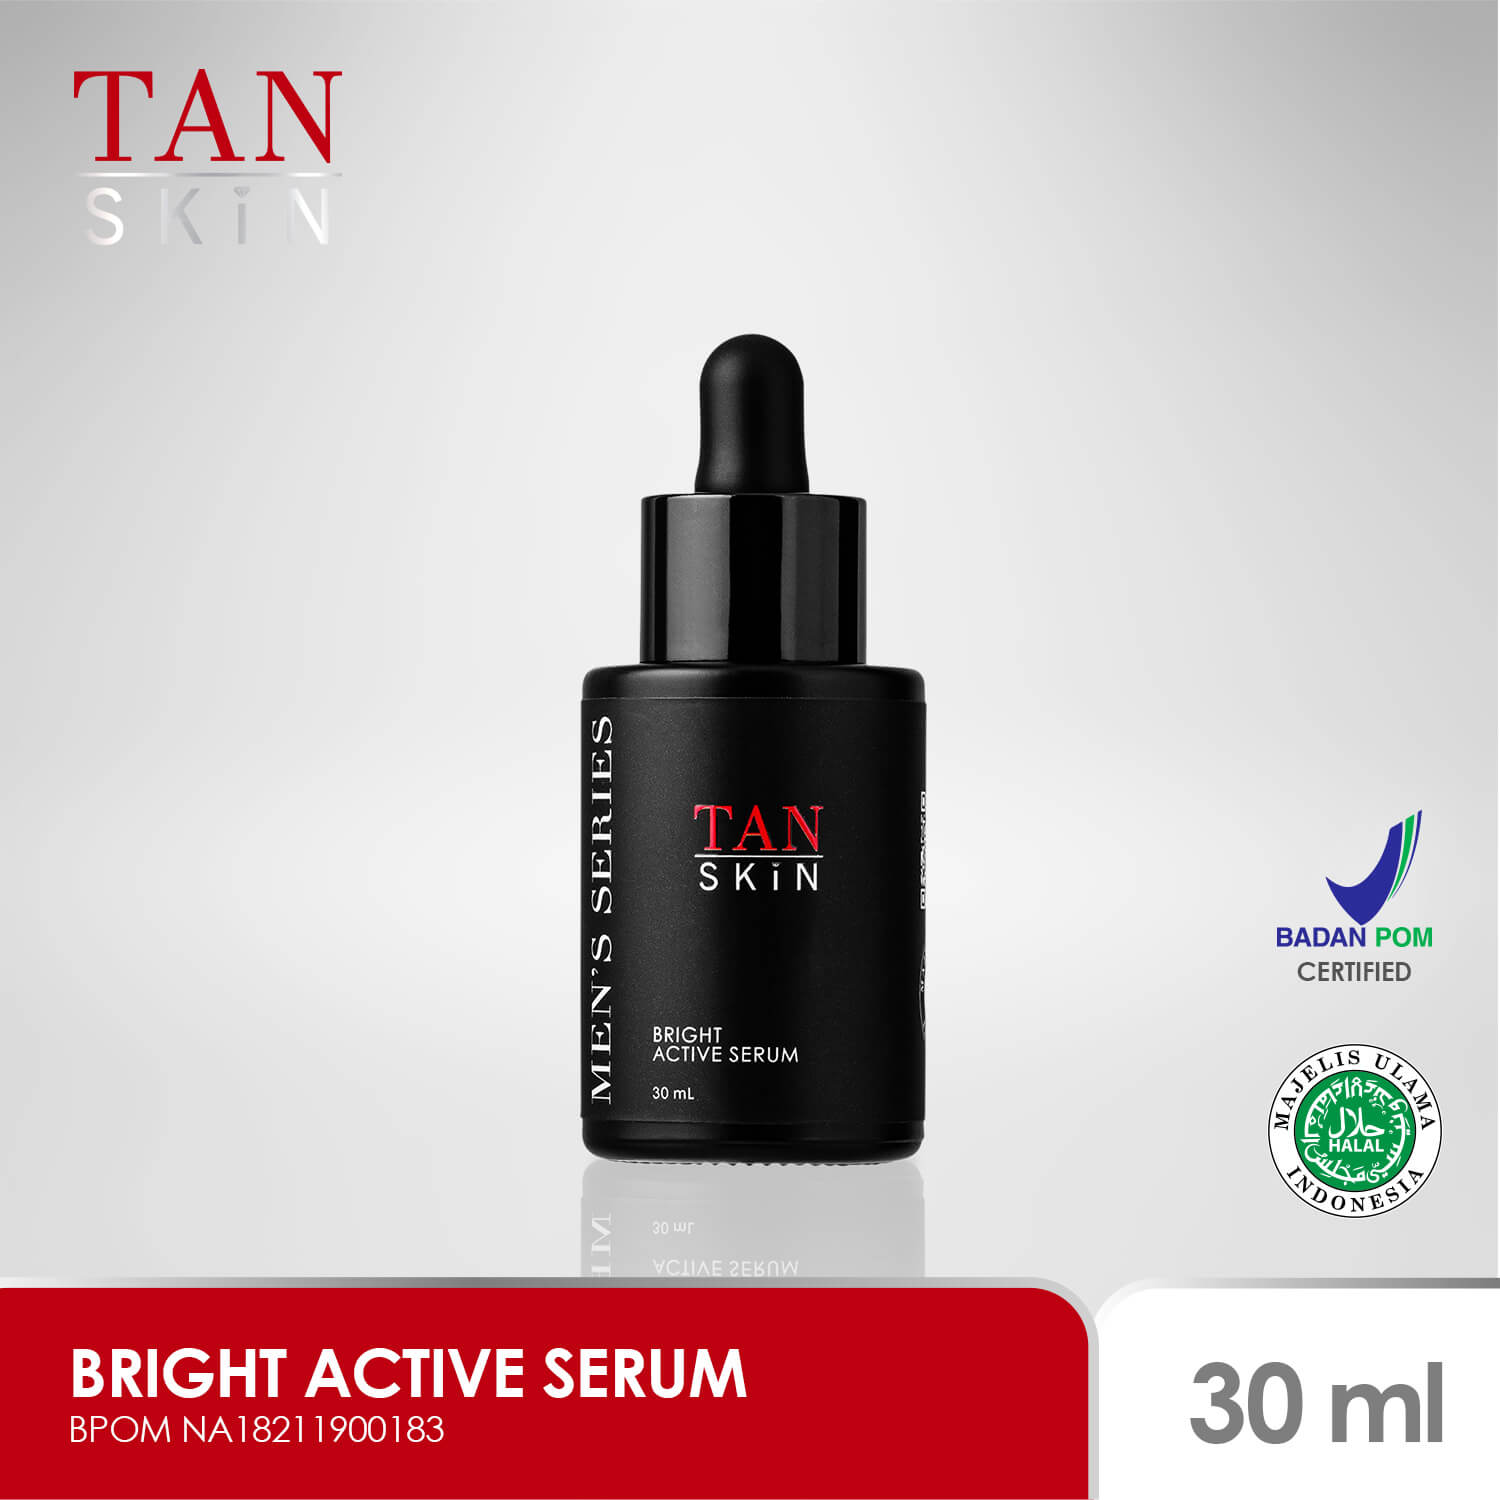 TAN
SKiN
MEN'S SERIES
TAN
SKiN
BRIGHT
ACTIVE SERUM
30 mL
BADAN POM
CERTIFIED
MAJELIS ULAMA
حلال
HALAL
INDONESIA
BRIGHT ACTIVE SERUM
BPOM NA18211900183
30 ml